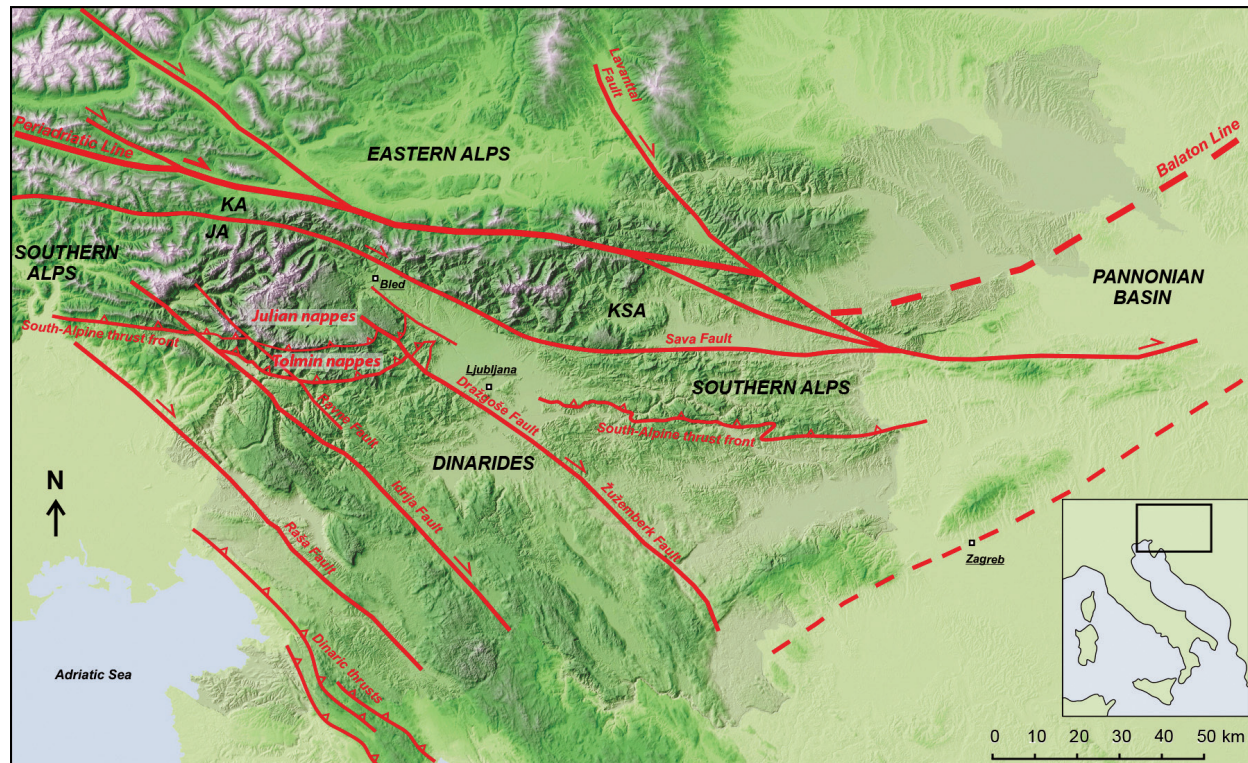 Lavanttal
Fault
Periadriatic Line
EASTERN ALPS
Balaton Line
KA
JA
SOUTHERN
ALPS
Bled
PANNONIAN
BASIN
KSA
Julian nappes
South-Alpine thrust front
Sava Fault
Tolmin nappes
Ljubljana
SOUTHERN ALPS
Dražgoše Fault
South-Alpine thrust front
DINARIDES
N
Idrija Fault
Žužemberk Fault
Raša Fault
Zagreb
Dinaric thrusts
Adriatic Sea
0 10 20 30 40 50 km